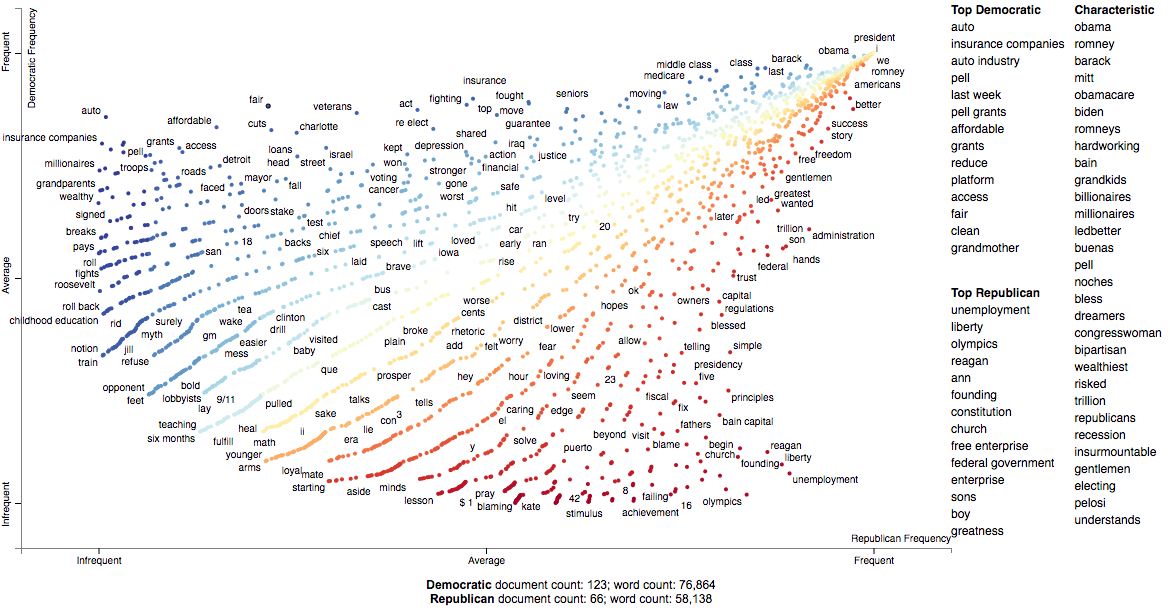 Top Democratic
Characteristic
Frequent
Democratic Frequency
president
auto
obama
obama
barack
insurance companies
romney
middle class
class
we
auto industry
barack
medicare
last
romney
pell
mitt
insurance
americans
last week
obamacare
fair
veterans
act
fighting
fought
seniors
moving
better
pell grants
biden
auto
top
move
law
affordable
romneys
affordable
cuts
charlotte
re elect
guarantee
success
grants
hardworking
insurance companies
grants
access
shared
iraq
story
reduce
bain
pell
loans
israel
kept
depression
action
justice
free
freedom
platform
grandkids
millionaires
troops
detroit
head
street
won
financial
access
billionaires
roads
mayor
voting
stronger
gentlemen
fair
millionaires
grandparents
faced
fall
cancer
gone
safe
greatest
clean
ledbetter
wealthy
worst
level
led
wanted
grandmother
buenas
signed
doors
stake
hit
try
later
pell
breaks
test
car
20
trillion
noches
pays
18
backs
chief
speech
lift
loved
early
ran
son
administration
Top Republican
bless
roll
san
six
iowa
hands
unemployment
dreamers
Average
fights
laid
brave
rise
federal
liberty
congresswoman
roosevelt
bus
ok
trust
olympics
bipartisan
roll back
cast
worse
hopes
owners
capital
reagan
wealthiest
childhood education
rid
surely
tea
clinton
cents
district
regulations
ann
risked
myth
wake
drill
broke
rhetoric
lower
blessed
founding
trillion
notion
jill
gm
easier
visited
plain
add
felt
worry
fear
allow
telling
simple
constitution
republicans
train
refuse
mess
baby
presidency
church
recession
opponent
bold
que
prosper
hey
hour
loving
23
five
free enterprise
insurmountable
feet
lobbyists
9/11
pulled
talks
tells
seem
fiscal
principles
federal government
gentlemen
lay
sake
con
3
caring
edge
fix
enterprise
electing
teaching
heal
ii
lie
el
fathers
bain capital
sons
pelosi
six months
fulfill
math
era
y
solve
puerto
beyond
visit
blame
begin
reagan
boy
understands
younger
church
liberty
greatness
arms
loyal
mate
founding
starting
aside
minds
unemployment
Infrequent
lesson
$ 1
pray
42
8
failing
olympics
blaming
kate
stimulus
achievement
16
Republican Frequency
Infrequent
Average
Frequent
Democratic document count: 123; word count: 76,864
Republican document count: 66; word count: 58,138